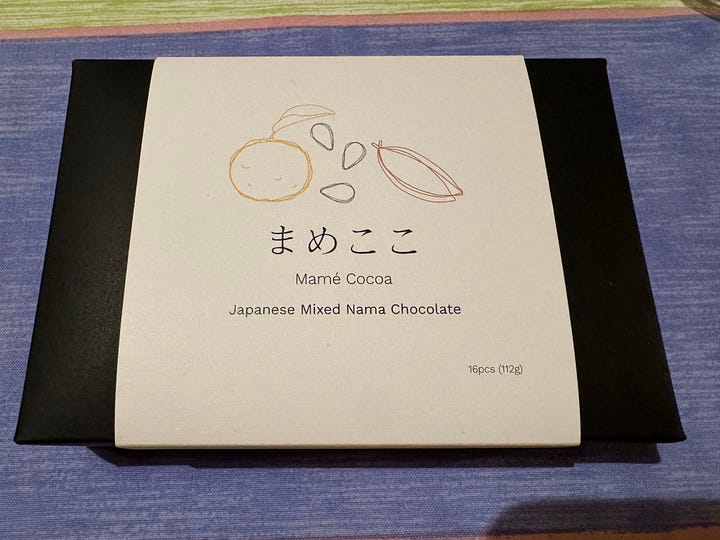 まめここ
Mamé Cocoa
Japanese Mixed Nama Chocolate
16pcs (112g)